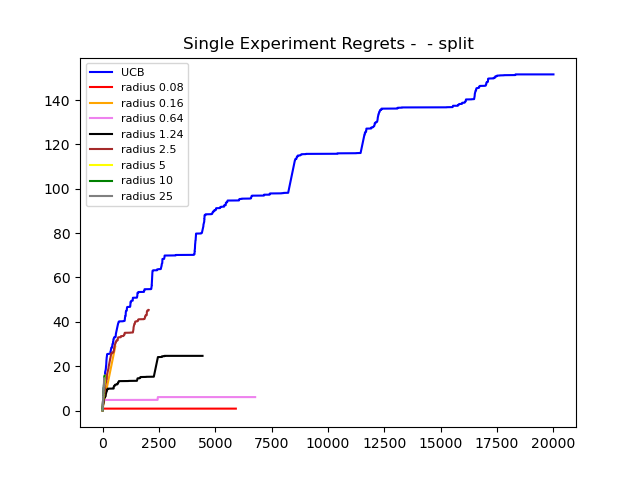 Single Experiment Regrets -  - split
UCB
radius 0.08
radius 0.16
radius 0.64
radius 1.24
radius 2.5
radius 5
radius 10
radius 25
140
120
100
80
60
40
20
0
0 2500 5000 7500 10000 12500 15000 17500 20000